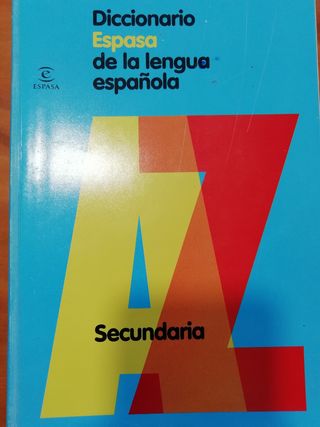 Diccionario
Espasa
de la lengua
española
ESPASA
AZ
Secundaria